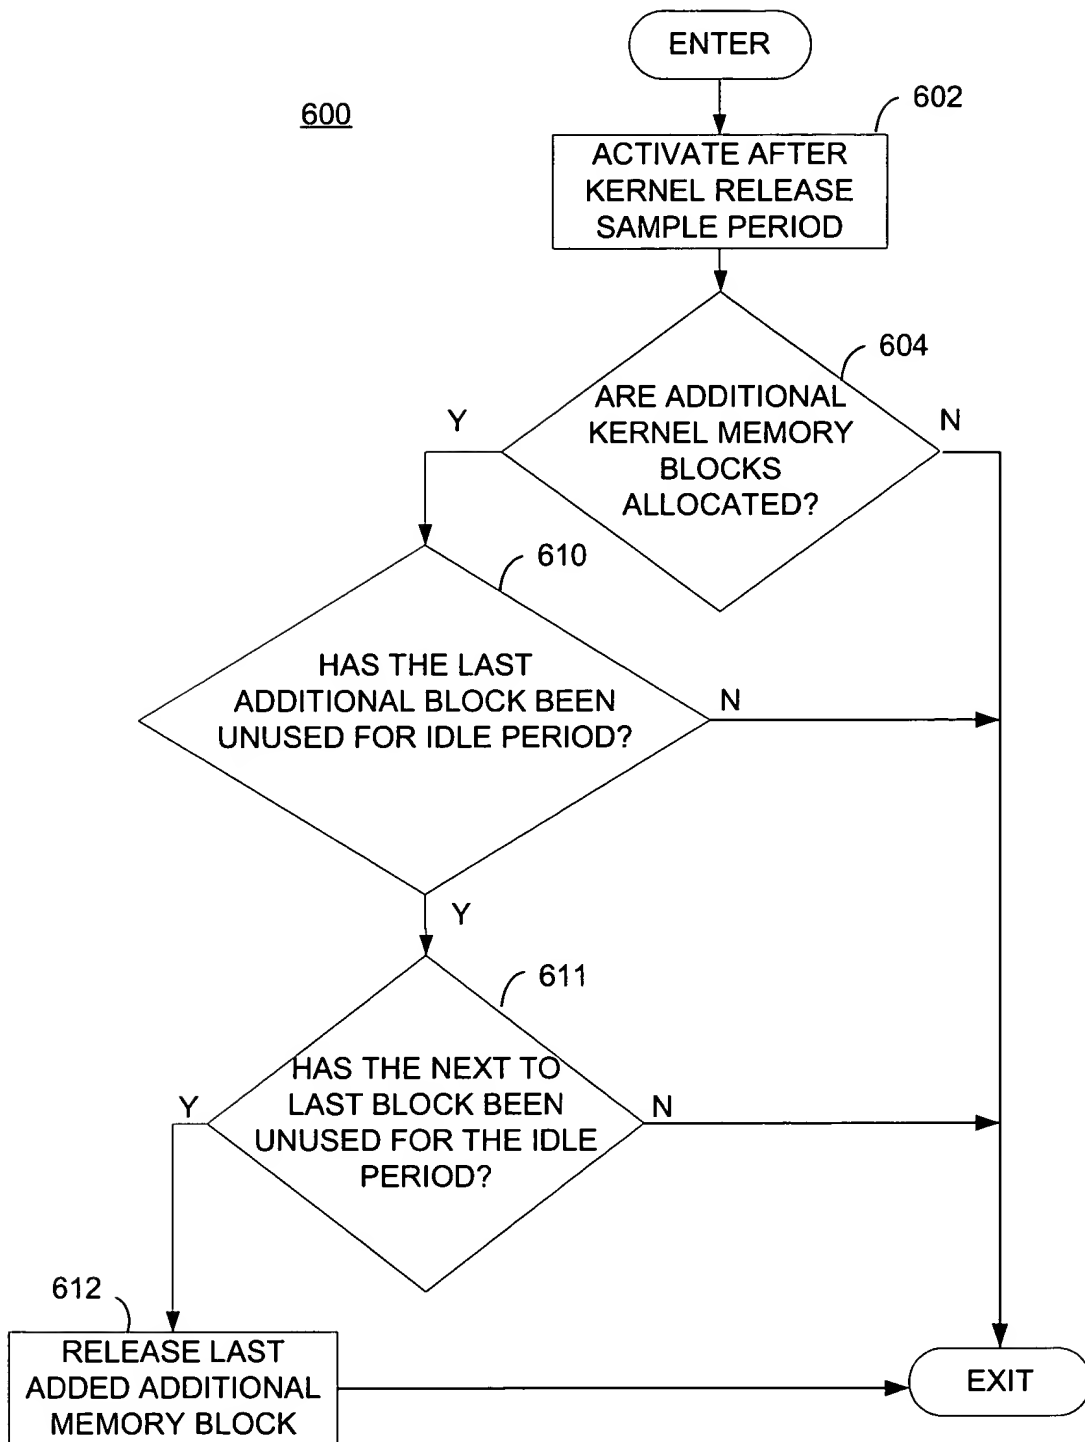 ENTER
600
602
ACTIVATE AFTER
KERNEL RELEASE
SAMPLE PERIOD
604
ARE ADDITIONAL
KERNEL MEMORY
BLOCKS
ALLOCATED?
Y
N
610
HAS THE LAST
ADDITIONAL BLOCK BEEN
UNUSED FOR IDLE PERIOD?
N
Y
611
HAS THE NEXT TO
LAST BLOCK BEEN
UNUSED FOR THE IDLE
PERIOD?
Y
N
612
RELEASE LAST
ADDED ADDITIONAL
MEMORY BLOCK
EXIT